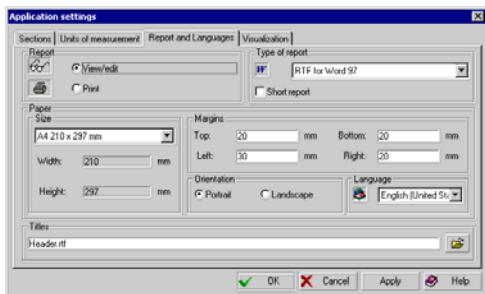 Application settings
Sections Units of measurement Report and Languages Visualization
Report
View/edit
Print
Type of report
RTF for Word 97
Short report
Paper
Size
A4 210 x 297 mm
Width: 210 mm
Height: 297 mm
Margins
Top: 20 mm Bottom: 20 mm
Left: 30 mm Right: 20 mm
Orientation
Portrait Landscape
Language
English (United Sta
Titles
Header.rtf
OK Cancel Apply Help